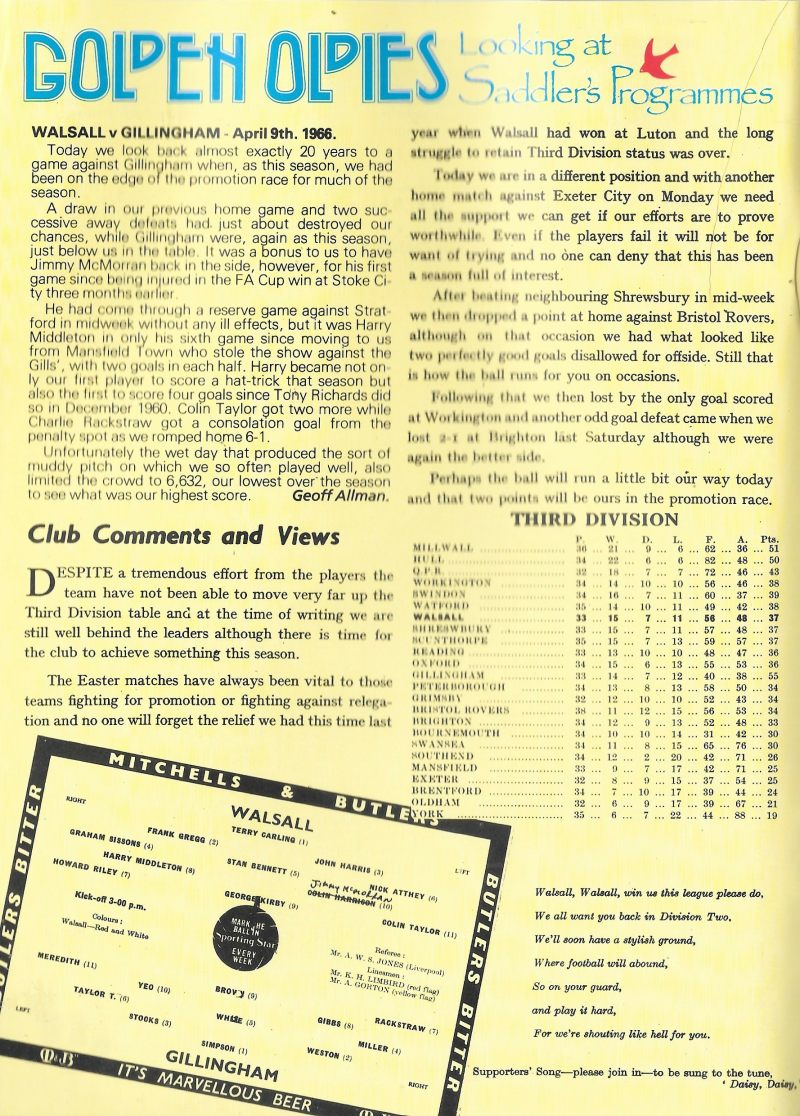 GOLDEN OLDIES Looking at
Saddler's Programmes
WALSALL v GILLINGHAM - April 9th. 1966.
Today we look back almost exactly 20 years to a
game against Gillingham when, as this season, we had
been on the edge of the promotion race for much of the
season.
A draw in our previous home game and two suc-
cessive away defeats had just about destroyed our
chances, while Gillingham were, again as this season,
just below us in the table. It was a bonus to us to have
Jimmy McMorran back in the side, however, for his first
game since being injured in the FA Cup win at Stoke Ci-
ty three months earlier.
He had come through a reserve game against Strat-
ford in midweek without any ill effects, but it was Harry
Middleton in only his sixth game since moving to us
from Mansfield Town who stole the show against the
Gills', with two goals in each half. Harry became not on-
ly our first player to score a hat-trick that season but
also the first to score four goals since Tony Richards did
so in December 1960. Colin Taylor got two more while
Charlie Rackstraw got a consolation goal from the
penalty spot as we romped home 6-1.
Unfortunately the wet day that produced the sort of
muddy pitch on which we so often played well, also
limited the crowd to 6,632, our lowest over the season
to see what was our highest score. Geoff Allman.
Club Comments and Views
DESPITE a tremendous effort from the players the
team have not been able to move very far up the
Third Division table and at the time of writing we are
still well behind the leaders although there is time for
the club to achieve something this season.
The Easter matches have always been vital to those
teams fighting for promotion or fighting against relega-
tion and no one will forget the relief we had this time last
year when Walsall had won at Luton and the long
struggle to retain Third Division status was over.
Today we are in a different position and with another
home match against Exeter City on Monday we need
all the support we can get if our efforts are to prove
worthwhile. Even if the players fail it will not be for
want of trying and no one can deny that this has been
a season full of interest.
After beating neighbouring Shrewsbury in mid-week
we then dropped a point at home against Bristol Rovers,
although on that occasion we had what looked like
two perfectly good goals disallowed for offside. Still that
is how the ball runs for you on occasions.
Following that we then lost by the only goal scored
at Workington and another odd goal defeat came when we
lost 2-1 at Brighton last Saturday although we were
again the better side.
Perhaps the ball will run a little bit our way today
and that two points will be ours in the promotion race.
THIRD DIVISION
P. W. D. L. F. A. Pts.
MILLWALL ... 36 ... 21 ... 9 ... 6 ... 62 ... 36 ... 51
HULL ... 34 ... 22 ... 6 ... 6 ... 82 ... 48 ... 50
Q.P.R. ... 32 ... 18 ... 7 ... 7 ... 72 ... 46 ... 43
WORKINGTON ... 34 ... 14 ... 10 ... 10 ... 56 ... 46 ... 38
SWINDON ... 34 ... 16 ... 7 ... 11 ... 60 ... 37 ... 39
WATFORD ... 35 ... 14 ... 10 ... 11 ... 49 ... 42 ... 38
WALSALL ... 33 ... 15 ... 7 ... 11 ... 56 ... 48 ... 37
SHREWSBURY ... 33 ... 15 ... 7 ... 11 ... 57 ... 48 ... 37
SCUNTHORPE ... 35 ... 15 ... 7 ... 13 ... 59 ... 57 ... 37
READING ... 33 ... 13 ... 10 ... 10 ... 48 ... 47 ... 36
OXFORD ... 34 ... 15 ... 6 ... 13 ... 55 ... 53 ... 36
GILLINGHAM ... 33 ... 14 ... 7 ... 12 ... 40 ... 38 ... 55
PETERBOROUGH ... 34 ... 13 ... 8 ... 13 ... 58 ... 50 ... 34
GRIMSBY ... 32 ... 12 ... 10 ... 10 ... 52 ... 43 ... 34
BRISTOL ROVERS ... 38 ... 11 ... 12 ... 15 ... 56 ... 53 ... 34
BRIGHTON ... 34 ... 12 ... 9 ... 13 ... 52 ... 48 ... 33
BOURNEMOUTH ... 34 ... 10 ... 10 ... 14 ... 31 ... 42 ... 30
SWANSEA ... 34 ... 11 ... 8 ... 15 ... 65 ... 76 ... 30
SOUTHEND ... 34 ... 12 ... 2 ... 20 ... 42 ... 71 ... 26
MANSFIELD ... 33 ... 9 ... 7 ... 17 ... 42 ... 71 ... 25
EXETER ... 32 ... 8 ... 9 ... 15 ... 37 ... 54 ... 25
BRENTFORD ... 34 ... 7 ... 10 ... 17 ... 39 ... 44 ... 24
OLDHAM ... 32 ... 6 ... 9 ... 17 ... 39 ... 67 ... 21
YORK ... 35 ... 6 ... 7 ... 22 ... 44 ... 88 ... 19
MITCHELLS & BUTLERS
BUTLERS BITTER
RIGHT
WALSALL
LEFT
TERRY CARLING (1)
FRANK GREGG (2)
JOHN HARRIS (3)
GRAHAM SISSONS (4)
STAN BENNETT (5)
NICK ATTHEY (6)
HARRY MIDDLETON (8)
Jimmy McMorran
COLIN HARRISON (10)
HOWARD RILEY (7)
GEORGE KIRBY (9)
COLIN TAYLOR (11)
Kick-off 3-00 p.m.
Colours :
Walsall—Red and White
MARK THE
BALL IN
Sporting Star
EVERY
WEEK
Referee :
Mr. A. W. S. JONES (Liverpool)
Linesmen :
Mr. K. H. LIMBIRD (red flag)
Mr. A. GORTON (yellow flag)
MEREDITH (11)
YEO (10)
BROWN (9)
GIBBS (8)
RACKSTRAW (7)
TAYLOR T. (6)
WHITE (5)
MILLER (4)
STOOKS (3)
WESTON (2)
SIMPSON (1)
LEFT
GILLINGHAM
RIGHT
M&B
IT'S MARVELLOUS BEER
BUTLERS BITTER
Walsall, Walsall, win us this league please do,
We all want you back in Division Two,
We'll soon have a stylish ground,
Where football will abound,
So on your guard,
and play it hard,
For we're shouting like hell for you.
Supporters' Song—please join in—to be sung to the tune,
' Daisy, Daisy,'